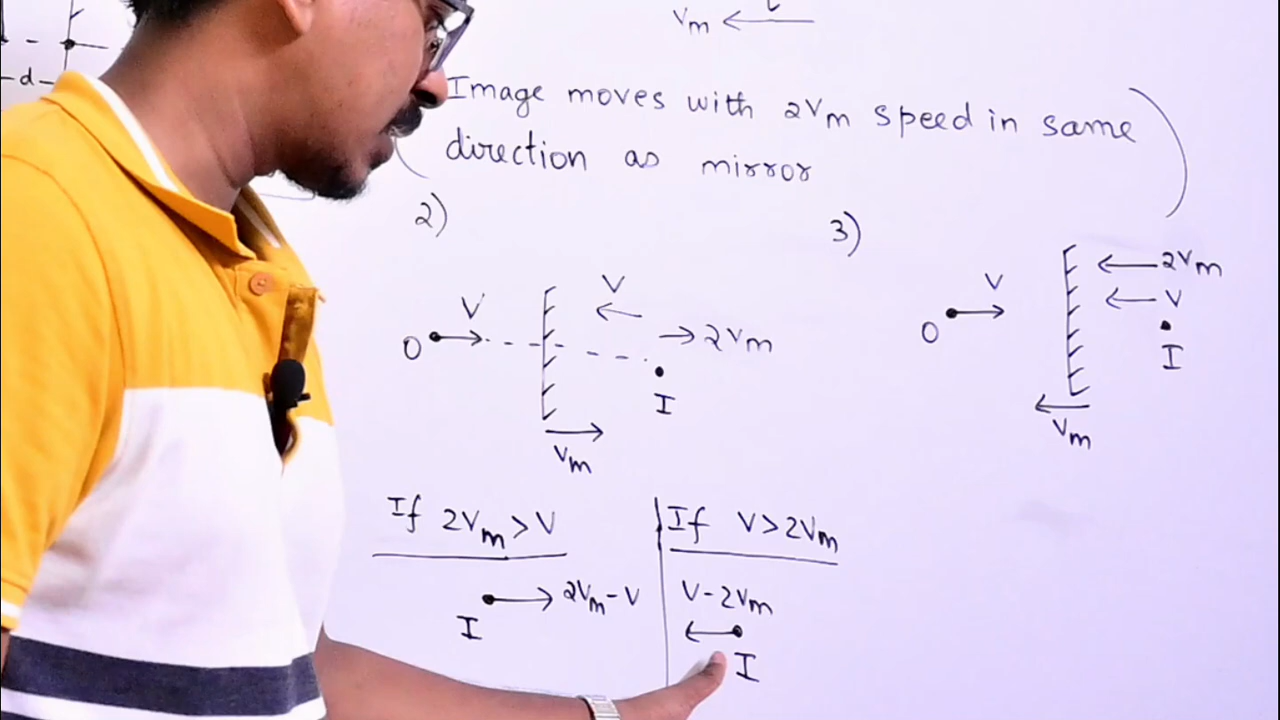 Vm
d
Image moves with 2Vm speed in same
direction as mirror
2)
V
V
O
2Vm
I
Vm
If 2Vm > V
2Vm - V
I
If V > 2Vm
V - 2Vm
I
3)
V
O
2Vm
V
I
Vm